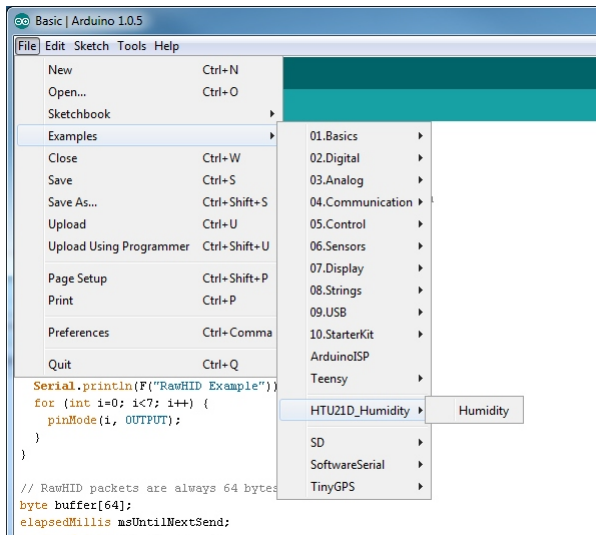 Basic | Arduino 1.0.5
File Edit Sketch Tools Help
New Ctrl+N
Open... Ctrl+O
Sketchbook
Examples
Close Ctrl+W
Save Ctrl+S
Save As... Ctrl+Shift+S
Upload Ctrl+U
Upload Using Programmer Ctrl+Shift+U
Page Setup Ctrl+Shift+P
Print Ctrl+P
Preferences Ctrl+Comma
Quit Ctrl+Q
01.Basics
02.Digital
03.Analog
04.Communication
05.Control
06.Sensors
07.Display
08.Strings
09.USB
10.StarterKit
ArduinoISP
Teensy
HTU21D_Humidity
SD
SoftwareSerial
TinyGPS
Humidity
Serial.println(F("RawHID Example"))
for (int i=0; i<7; i++) {
pinMode(i, OUTPUT);
}
}
// RawHID packets are always 64 bytes
byte buffer[64];
elapsedMillis msUntilNextSend;